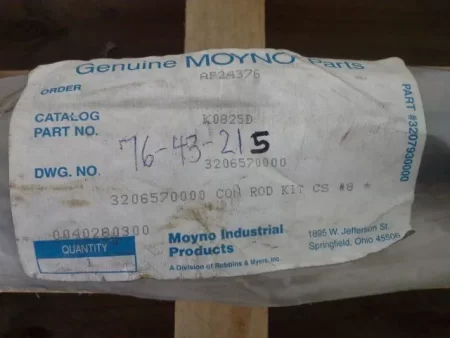 Genuine MOYNO Parts
ORDER AF24376
CATALOG K0825D
PART NO.
76-43-215
DWG. NO. 3206570000
3206570000 CON ROD KIT CS #8 *
0040280300
QUANTITY
1
Moyno Industrial
Products
A Division of Robbins & Myers, Inc.
1895 W. Jefferson St.
Springfield, Ohio 45506
PART #3207930000